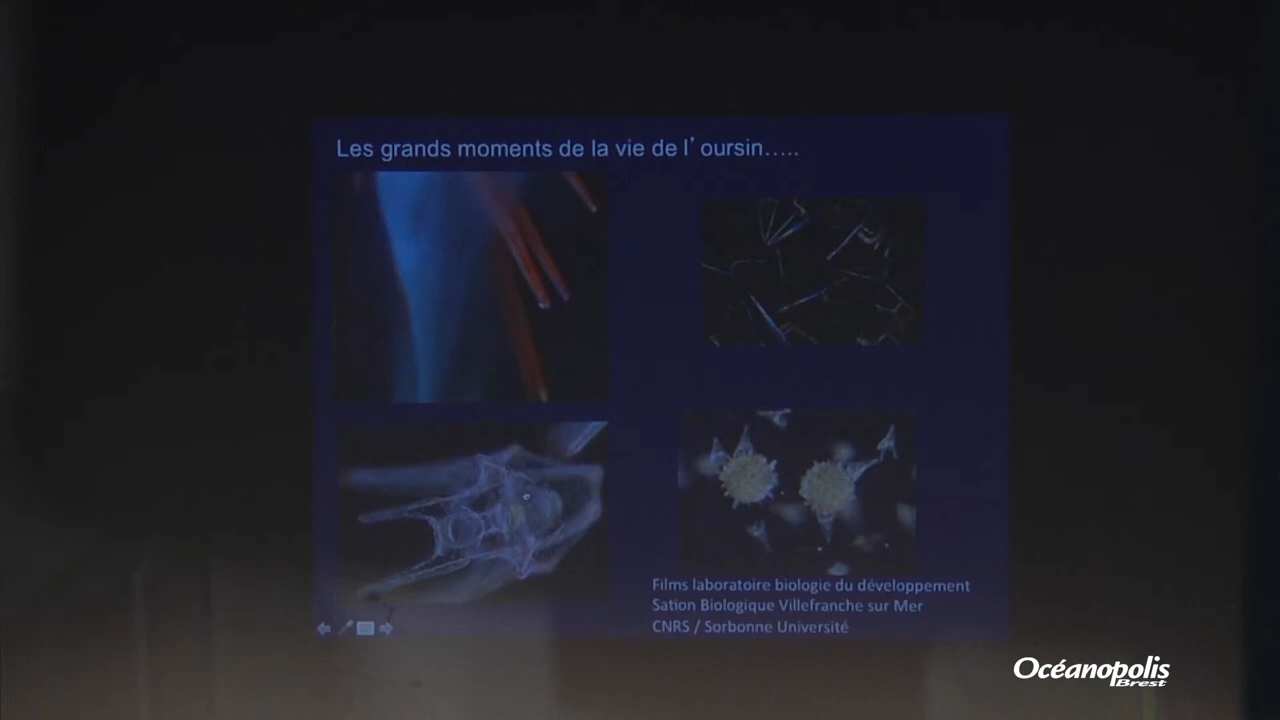 Les grands moments de la vie de l’oursin.....
Films laboratoire biologie du développement
Sation Biologique Villefranche sur Mer
CNRS / Sorbonne Université
Océanopolis
Brest